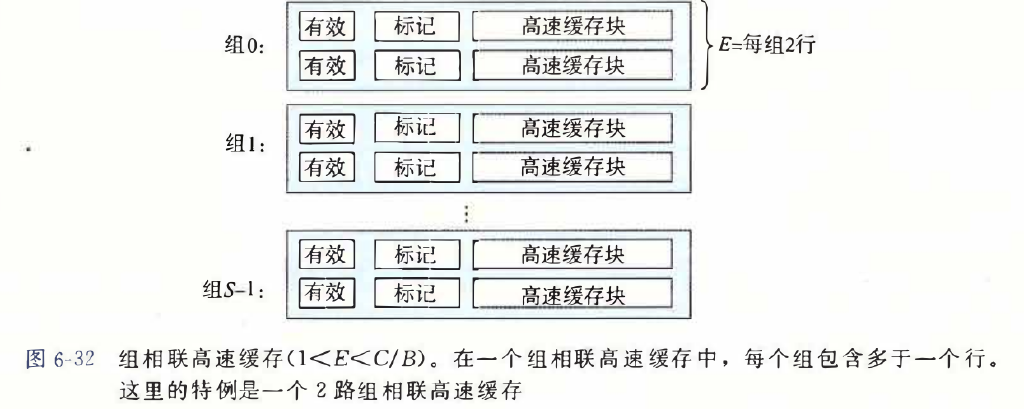 组0:
有效 标记 高速缓存块
有效 标记 高速缓存块
E=每组2行
组1:
有效 标记 高速缓存块
有效 标记 高速缓存块
⋮
组S-1:
有效 标记 高速缓存块
有效 标记 高速缓存块
图 6-32 组相联高速缓存(1<E<C/B)。在一个组相联高速缓存中，每个组包含多于一个行。
这里的特例是一个 2 路组相联高速缓存